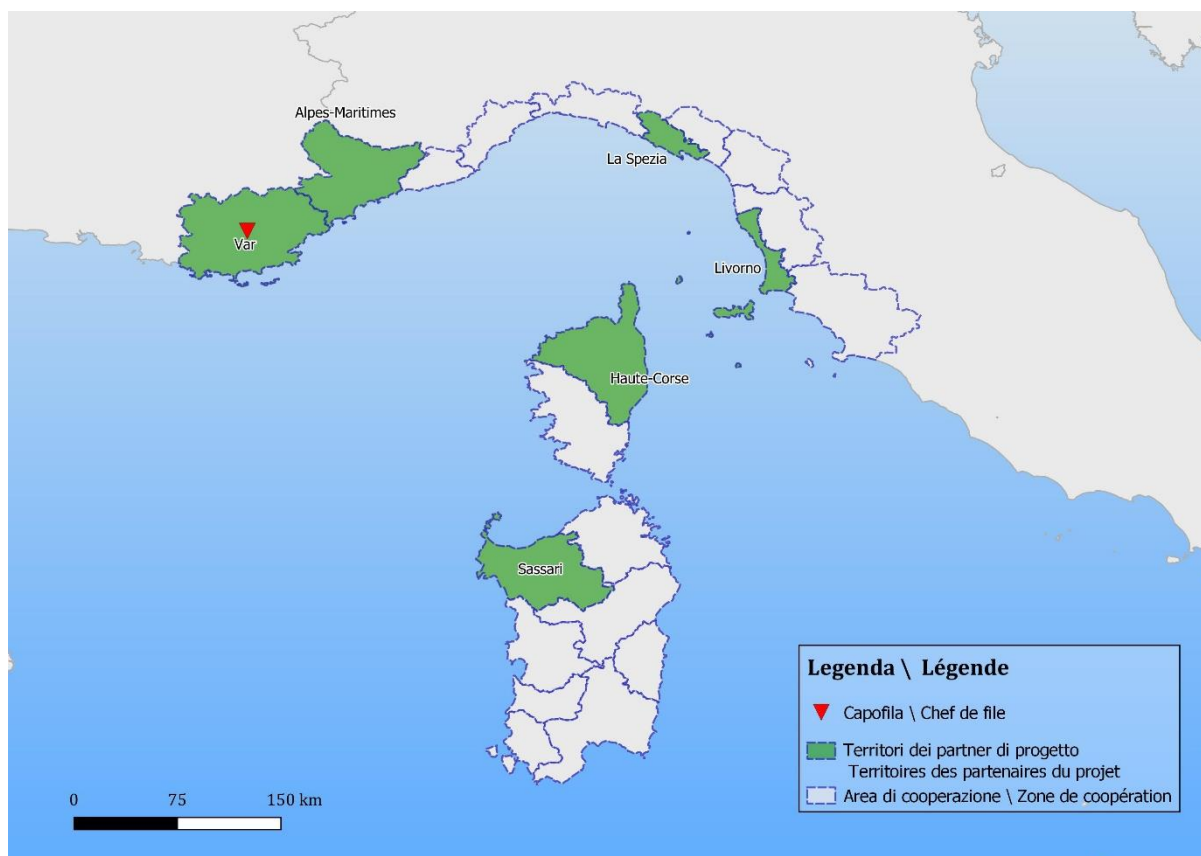 Alpes-Maritimes
La Spezia
Var
Livorno
Haute-Corse
Sassari
Legenda \ Légende
Capofila \ Chef de file
Territori dei partner di progetto
Territoires des partenaires du projet
Area di cooperazione \ Zone de coopération
0 75 150 km